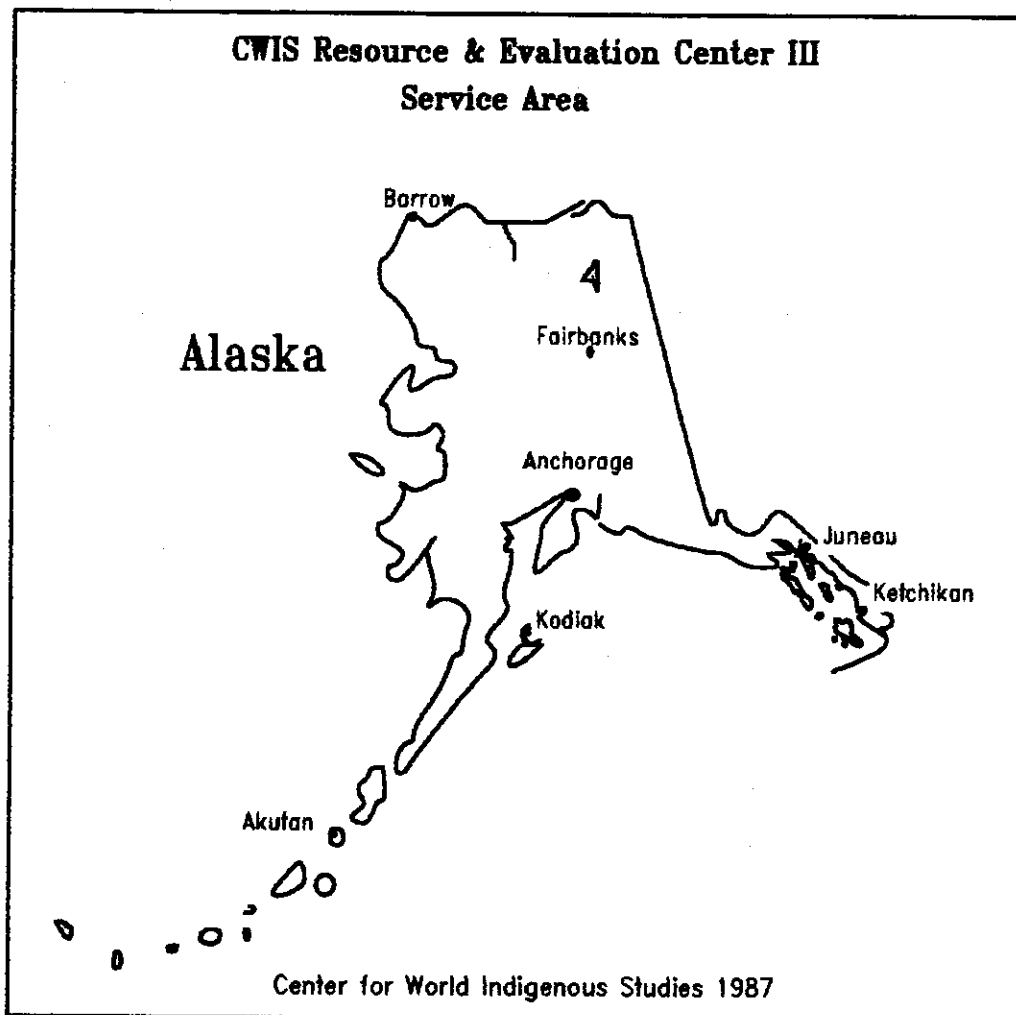 CWIS Resource & Evaluation Center III
Service Area
Barrow
Alaska
Fairbanks
Anchorage
Juneau
Ketchikan
Kodiak
Akutan
Center for World Indigenous Studies 1987